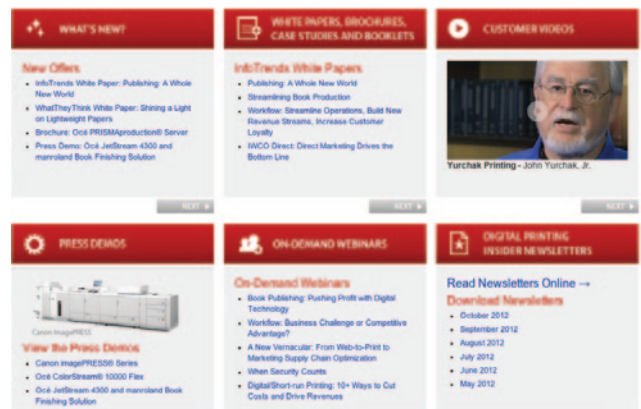 WHAT'S NEW?
New Offers
InfoTrends White Paper: Publishing: A Whole
New World
WhatTheyThink White Paper: Shining a Light
on Lightweight Papers
Brochure: Océ PRISMAproduction® Server
Press Demo: Océ JetStream 4300 and
manroland Book Finishing Solution
NEXT
WHITE PAPERS, BROCHURES,
CASE STUDIES AND BOOKLETS
InfoTrends White Papers
Publishing: A Whole New World
Streamlining Book Production
Workflow: Streamline Operations, Build New
Revenue Streams, Increase Customer
Loyalty
IWCO Direct: Direct Marketing Drives the
Bottom Line
NEXT
CUSTOMER VIDEOS
Yurchak Printing - John Yurchak, Jr.
NEXT
PRESS DEMOS
Canon imagePRESS
View the Press Demos
Canon imagePRESS® Series
Océ ColorStream® 10000 Flex
Océ JetStream 4300 and manroland Book
Finishing Solution
ON-DEMAND WEBINARS
On-Demand Webinars
Book Publishing: Pushing Profit with Digital
Technology
Workflow: Business Challenge or Competitive
Advantage?
A New Vernacular: From Web-to-Print to
Marketing Supply Chain Optimization
When Security Counts
Digital/Short-run Printing: 10+ Ways to Cut
Costs and Drive Revenues
DIGITAL PRINTING
INSIDER NEWSLETTERS
Read Newsletters Online →
Download Newsletters
October 2012
September 2012
August 2012
July 2012
June 2012
May 2012